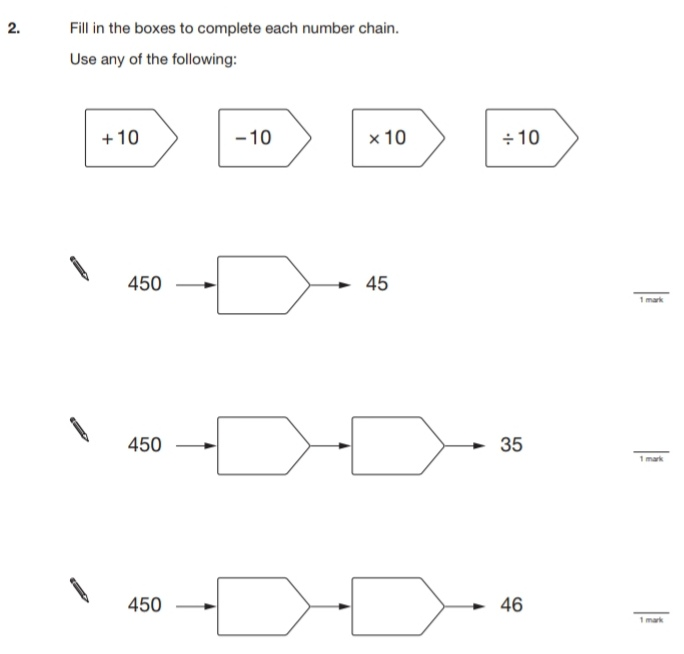 2. Fill in the boxes to complete each number chain.
Use any of the following:
+ 10 − 10 × 10 ÷ 10
450 45
1 mark
450 35
1 mark
450 46
1 mark